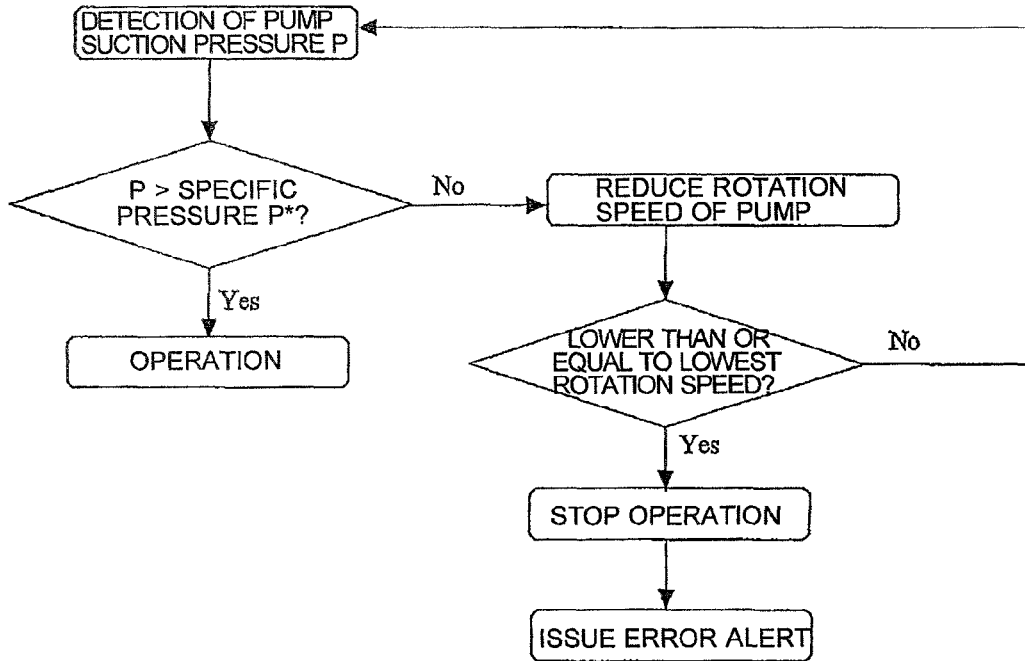 DETECTION OF PUMP
SUCTION PRESSURE P
P > SPECIFIC
PRESSURE P*?
No
REDUCE ROTATION
SPEED OF PUMP
Yes
OPERATION
LOWER THAN OR
EQUAL TO LOWEST
ROTATION SPEED?
No
Yes
STOP OPERATION
ISSUE ERROR ALERT